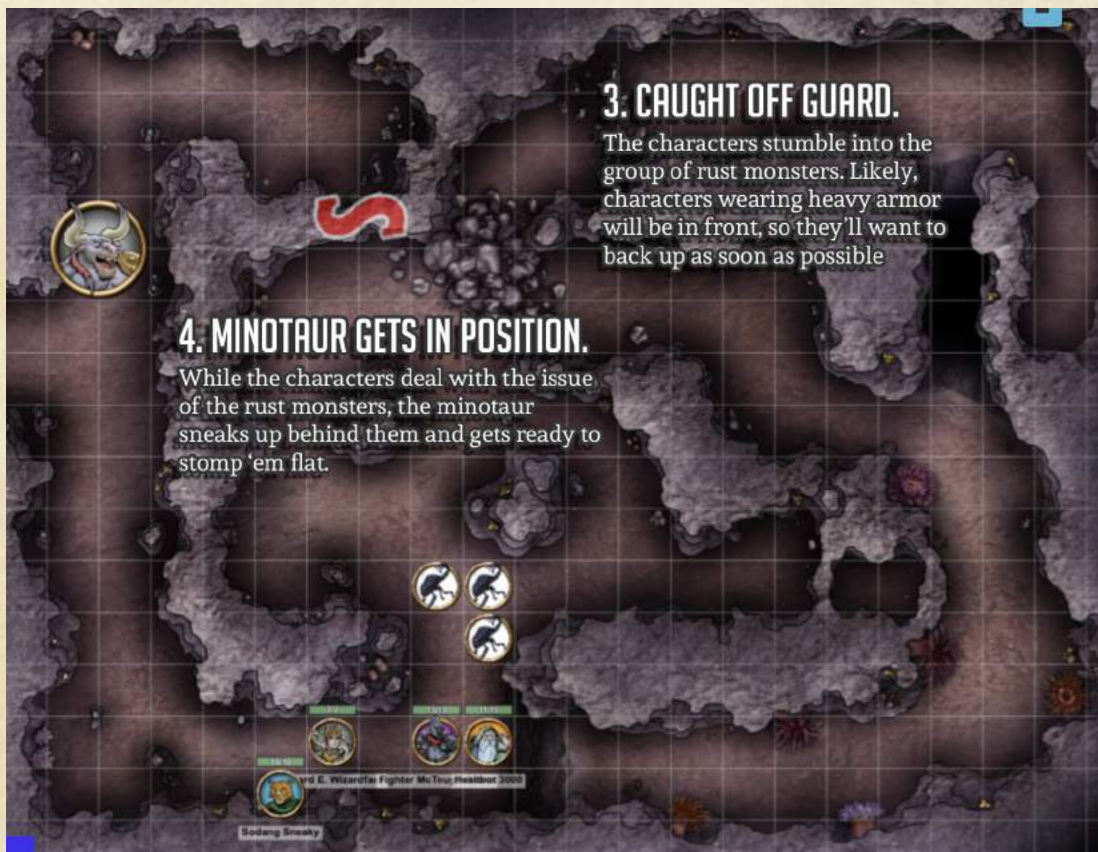 3. CAUGHT OFF GUARD.
The characters stumble into the
group of rust monsters. Likely,
characters wearing heavy armor
will be in front, so they’ll want to
back up as soon as possible
S
4. MINOTAUR GETS IN POSITION.
While the characters deal with the issue
of the rust monsters, the minotaur
sneaks up behind them and gets ready to
stomp ‘em flat.
E. Wizardfai Fighter McTou Healbot 3000
Sodang Sneaky